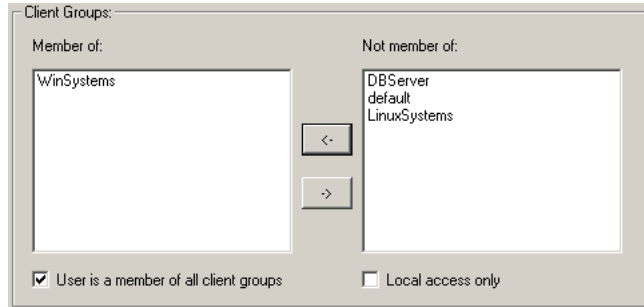 Client Groups:
Member of:
Not member of:
WinSystems
DBServer
default
LinuxSystems
<-
->
User is a member of all client groups
Local access only